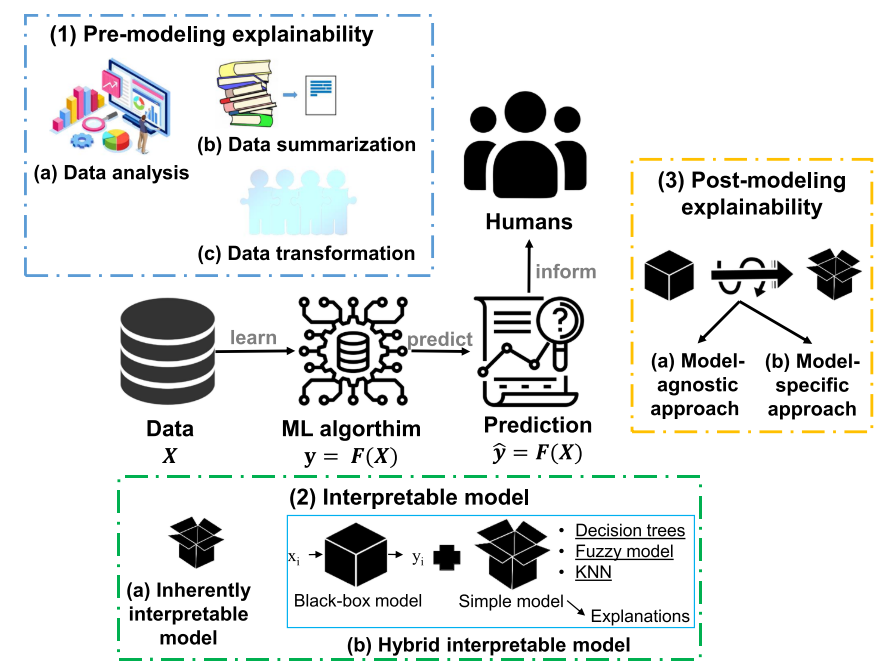 (1) Pre-modeling explainability
(a) Data analysis
(b) Data summarization
(c) Data transformation
Humans
inform
(3) Post-modeling
explainability
(a) Model-
agnostic
approach
(b) Model-
specific
approach
learn
predict
?
Data
X
ML algorthim
y = F(X)
Prediction
ŷ = F(X)
(2) Interpretable model
(a) Inherently
interpretable
model
xᵢ
yᵢ
Black-box model
Simple model
• Decision trees
• Fuzzy model
• KNN
Explanations
(b) Hybrid interpretable model